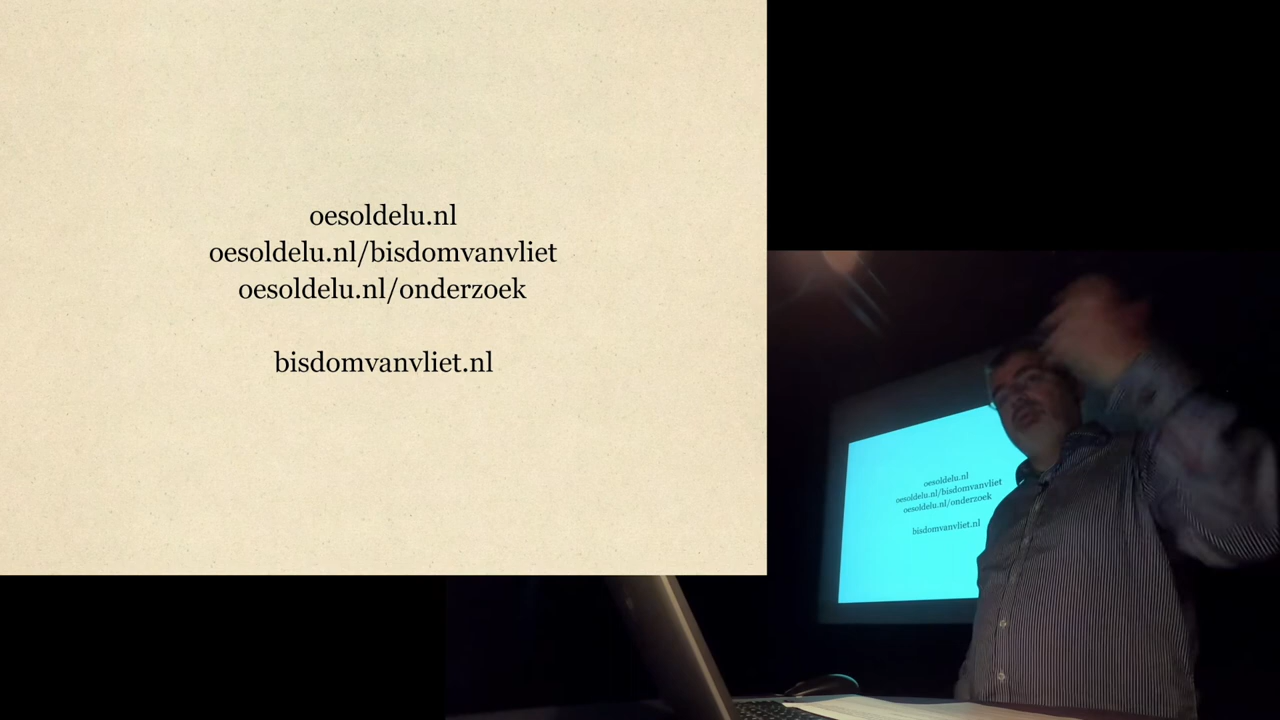 oesoldelu.nl
oesoldelu.nl/bisdomvanvliet
oesoldelu.nl/onderzoek
bisdomvanvliet.nl
oesoldelu.nl
oesoldelu.nl/bisdomvanvliet
oesoldelu.nl/onderzoek
bisdomvanvliet.nl